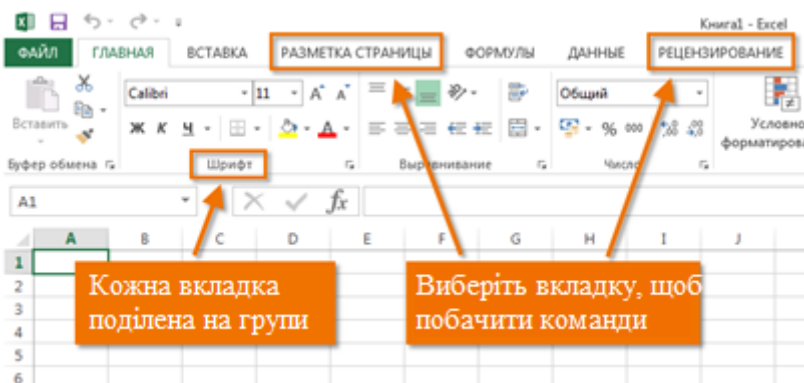 Книга1 - Excel
ФАЙЛ ГЛАВНАЯ ВСТАВКА РАЗМЕТКА СТРАНИЦЫ ФОРМУЛЫ ДАННЫЕ РЕЦЕНЗИРОВАНИЕ
Calibri 11 A A Общий
Вставить Ж К Ч A % 000 Условно
форматирова
Буфер обмена Шрифт Выравнивание Число
A1 fx
A B C D E F G H I J
1
2
3
4
5
6
Кожна вкладка
поділена на групи
Виберіть вкладку, щоб
побачити команди